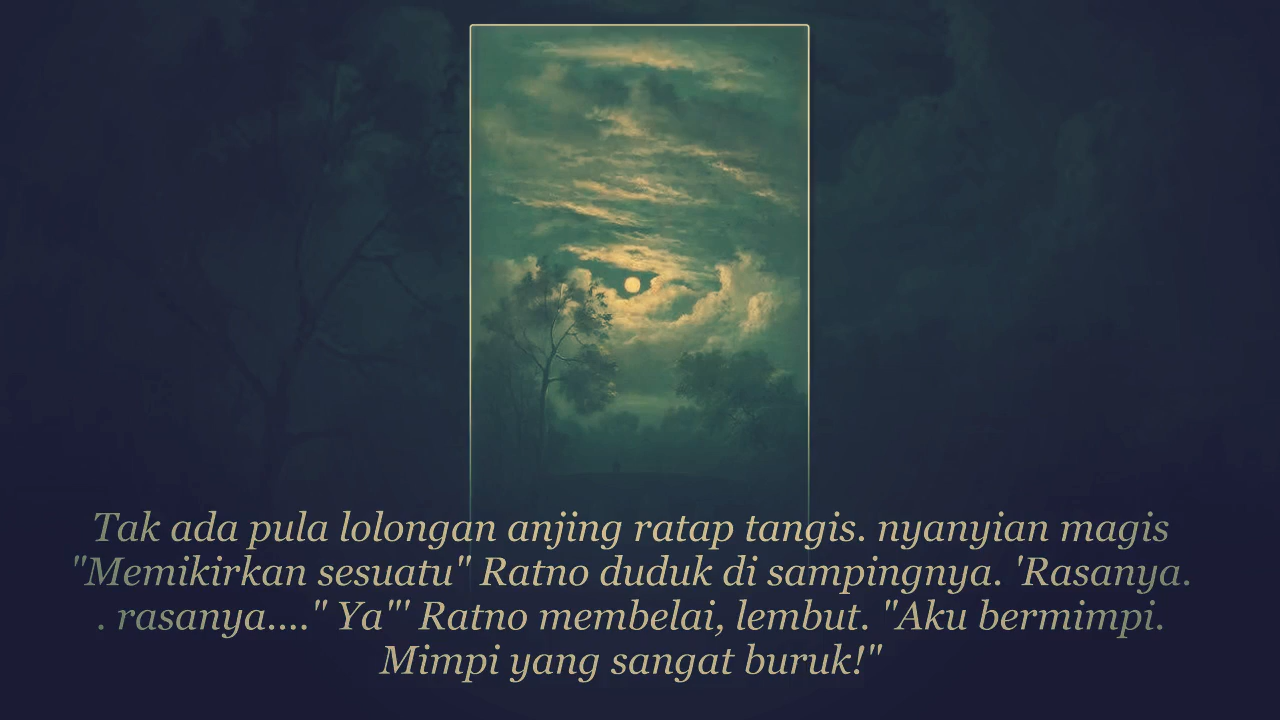 Tak ada pula lolongan anjing ratap tangis. nyanyian magis
"Memikirkan sesuatu" Ratno duduk di sampingnya. 'Rasanya.
. rasanya...." Ya"' Ratno membelai, lembut. "Aku bermimpi.
Mimpi yang sangat buruk!"